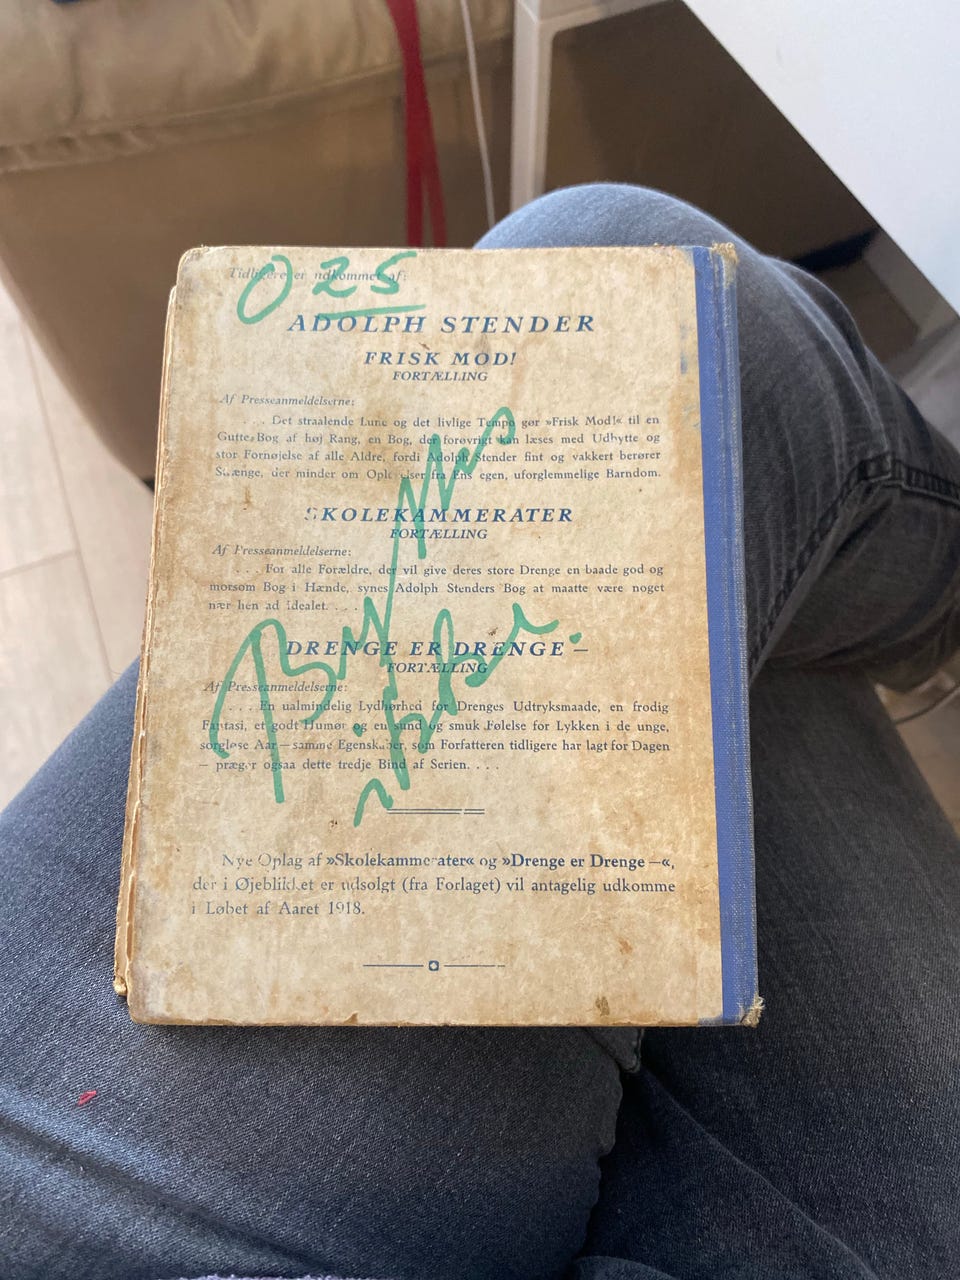 Tidligere er udkommet af:
025
ADOLPH STENDER
FRISK MOD!
FORTÆLLING
Af Presseanmeldelserne:
. . . . Det straalende Lune og det livlige Tempo gør »Frisk Mod!« til en
Gutte-Bog af høj Rang, en Bog, der forøvrigt kan læses med Udbytte og
stor Fornøjelse af alle Aldre, fordi Adolph Stender fint og vakkert berører
Strænge, der minder om Oplevelser fra Ens egen, uforglemmelige Barndom.
SKOLEKAMMERATER
FORTÆLLING
Af Presseanmeldelserne:
. . . For alle Forældre, der vil give deres store Drenge en baade god og
morsom Bog i Hænde, synes Adolph Stenders Bog at maatte være noget
nær hen ad Idealet. . . .
DRENGE ER DRENGE —
FORTÆLLING
Af Presseanmeldelserne:
. . . . En ualmindelig Lydhørhed for Drenges Udtryksmaade, en frodig
Fantasi, et godt Humør og en sund og smuk Følelse for Lykken i de unge,
sorgløse Aar — samme Egenskaber, som Forfatteren tidligere har lagt for Dagen
— præger ogsaa dette tredje Bind af Serien. . . .
Nye Oplag af »Skolekammerater« og »Drenge er Drenge —«,
der i Øjeblikket er udsolgt (fra Forlaget) vil antagelig udkomme
i Løbet af Aaret 1918.